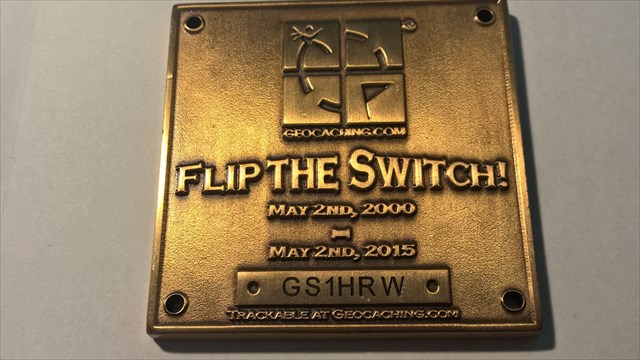 ®
GEOCACHING.COM
FLIP THE SWITCH!
MAY 2ND, 2000
-
MAY 2ND, 2015
GS1HRW
TRACKABLE AT GEOCACHING.COM